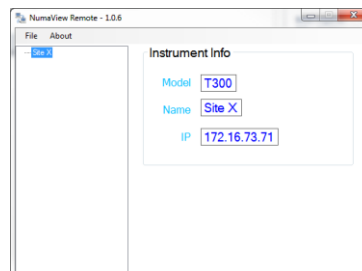 NumaView Remote - 1.0.6
File About
Site X
Instrument Info
Model T300
Name Site X
IP 172.16.73.71